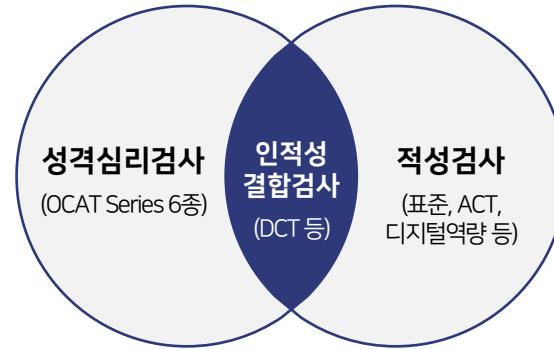 성격심리검사
(OCAT Series 6종)
인적성
결합검사
(DCT 등)
적성검사
(표준, ACT,
디지털역량 등)